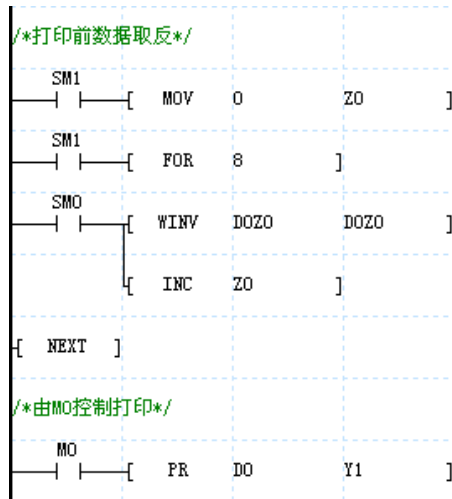 /*打印前数据取反*/
SM1
[ MOV 0 Z0 ]
SM1
[ FOR 8 ]
SM0
[ WINV D0Z0 D0Z0 ]
[ INC Z0 ]
[ NEXT ]
/*由M0控制打印*/
M0
[ PR D0 Y1 ]